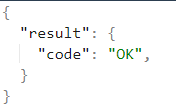 {
  "result": {
    "code": "OK",
  }
}